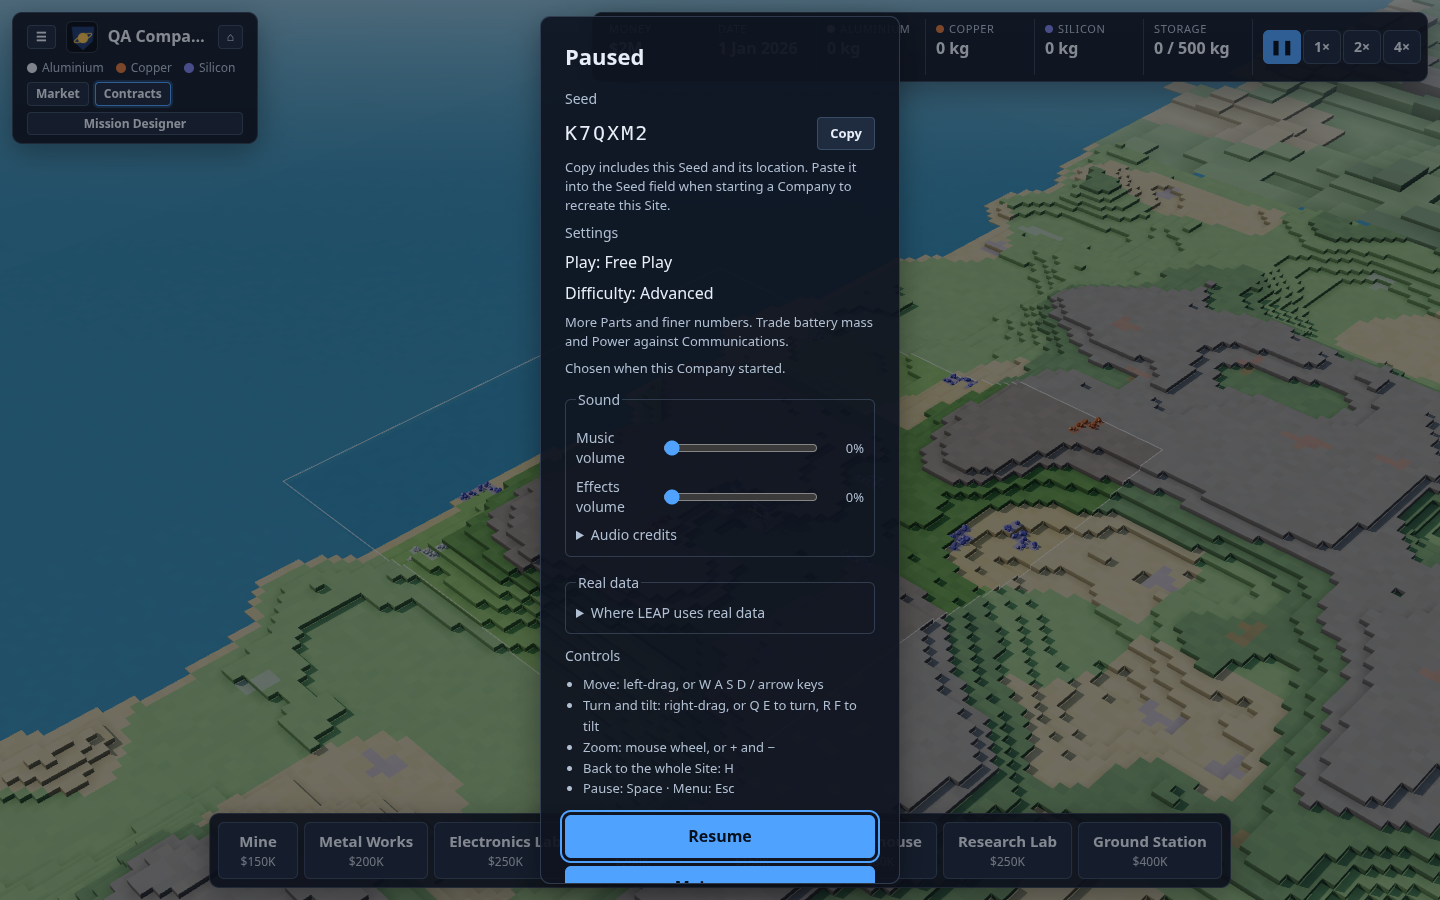 ☰ QA Compa... ⌂
Aluminium Copper Silicon
Market Contracts
Mission Designer
1 Jan 2026
0 kg
COPPER
0 kg
SILICON
0 kg
STORAGE
0 / 500 kg
❚❚ 1× 2× 4×
Paused
Seed
K7QXM2 Copy
Copy includes this Seed and its location. Paste it
into the Seed field when starting a Company to
recreate this Site.
Settings
Play: Free Play
Difficulty: Advanced
More Parts and finer numbers. Trade battery mass
and Power against Communications.
Chosen when this Company started.
Sound
Music
volume 0%
Effects
volume 0%
▶ Audio credits
Real data
▶ Where LEAP uses real data
Controls
• Move: left-drag, or W A S D / arrow keys
• Turn and tilt: right-drag, or Q E to turn, R F to
tilt
• Zoom: mouse wheel, or + and −
• Back to the whole Site: H
• Pause: Space · Menu: Esc
Resume
Mine
$150K
Metal Works
$200K
Electronics
$250K
Research Lab
$250K
Ground Station
$400K